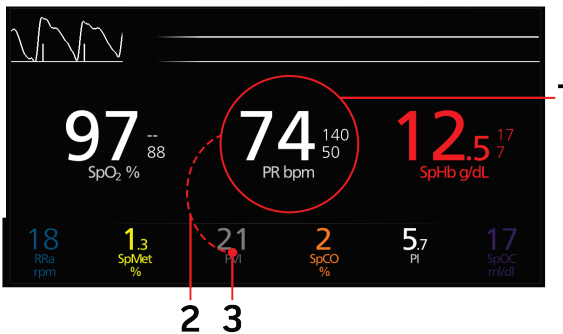 97 -- 88
SpO₂ %
74 140 50
PR bpm
12.5 17 7
SpHb g/dL
18
RRa
rpm
1.3
SpMet
%
21
PVI
2
SpCO
%
5.7
PI
17
SpOC
ml/dl
2 3